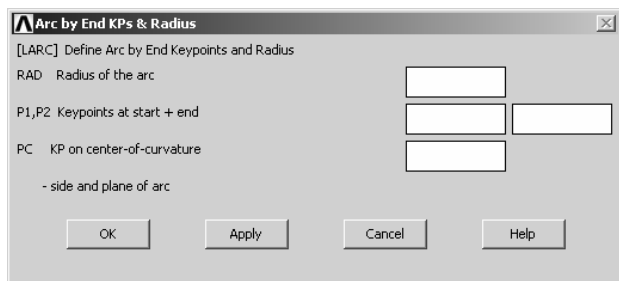 Arc by End KPs & Radius
[LARC] Define Arc by End Keypoints and Radius
RAD Radius of the arc
P1,P2 Keypoints at start + end
PC KP on center-of-curvature
- side and plane of arc
OK Apply Cancel Help